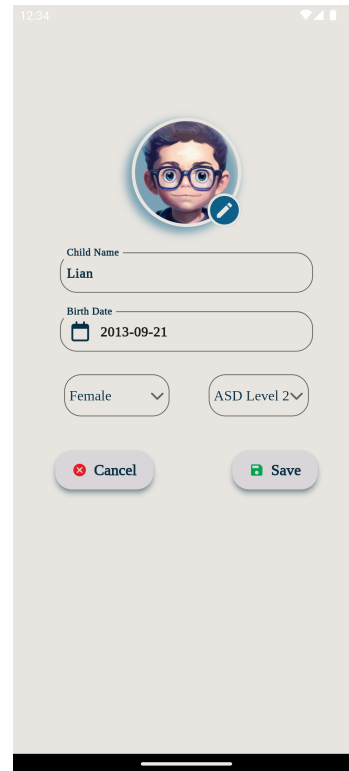 12:34
Child Name
Lian
Birth Date
2013-09-21
Female
ASD Level 2
Cancel
Save